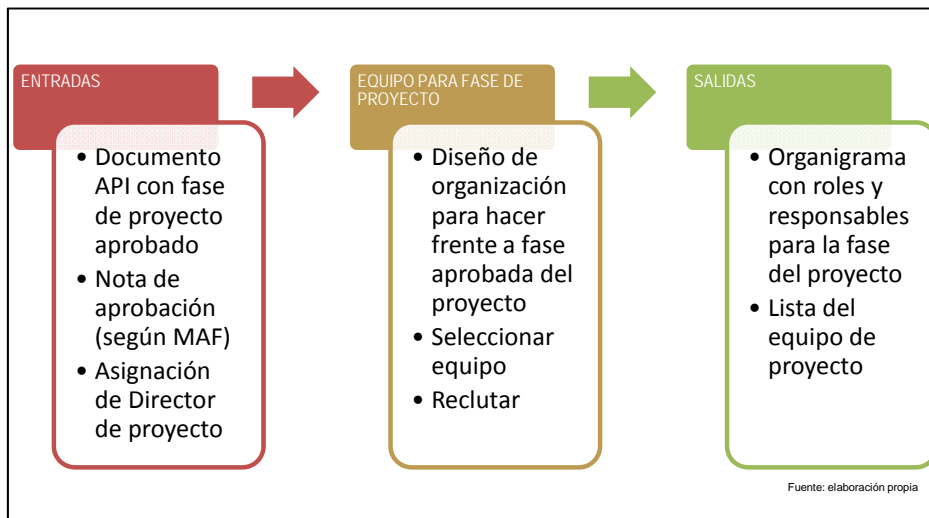 ENTRADAS
• Documento
API con fase
de proyecto
aprobado
• Nota de
aprobación
(según MAF)
• Asignación
de Director
de proyecto
EQUIPO PARA FASE DE
PROYECTO
• Diseño de
organización
para hacer
frente a fase
aprobada del
proyecto
• Seleccionar
equipo
• Reclutar
SALIDAS
• Organigrama
con roles y
responsables
para la fase
del proyecto
• Lista del
equipo de
proyecto
Fuente: elaboración propia